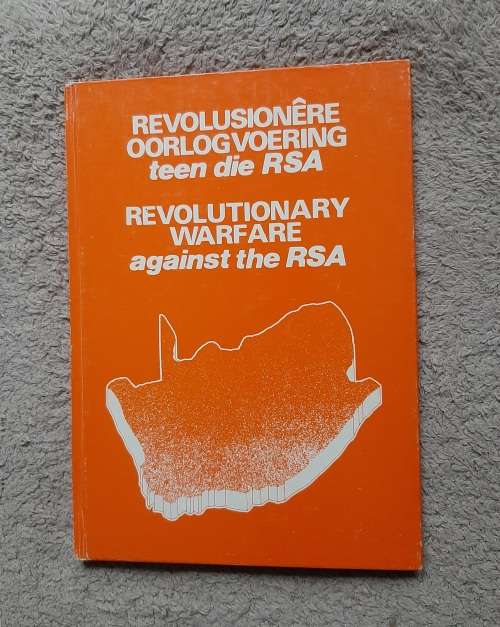 REVOLUSIONÊRE
OORLOGVOERING
teen die RSA
REVOLUTIONARY
WARFARE
against the RSA